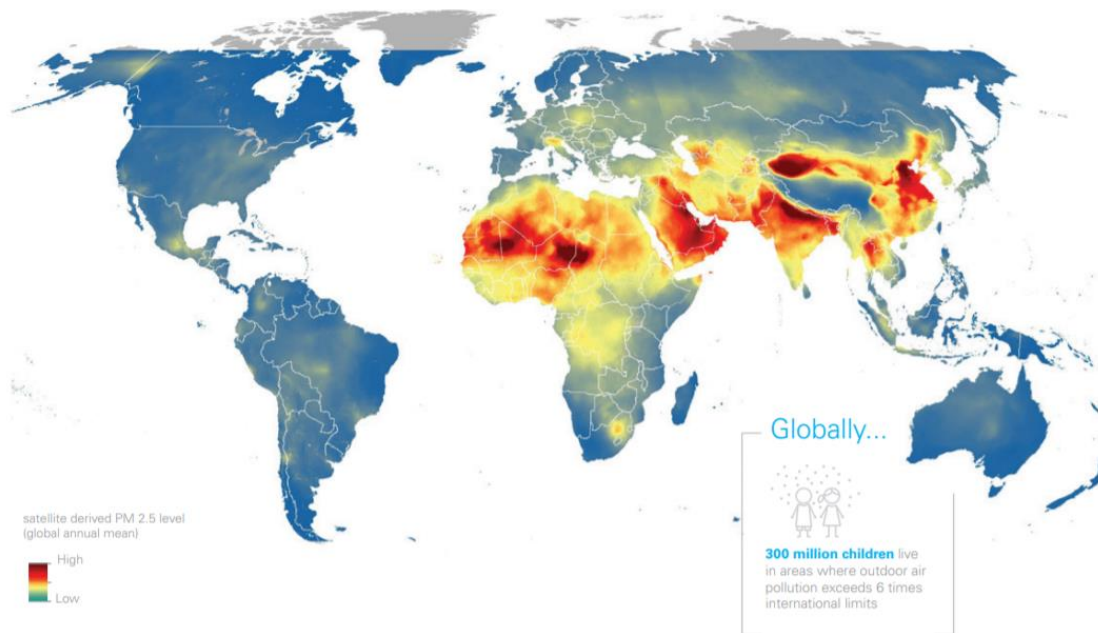 Globally...
300 million children live
in areas where outdoor air
pollution exceeds 6 times
international limits
satellite derived PM 2.5 level
(global annual mean)
High
Low